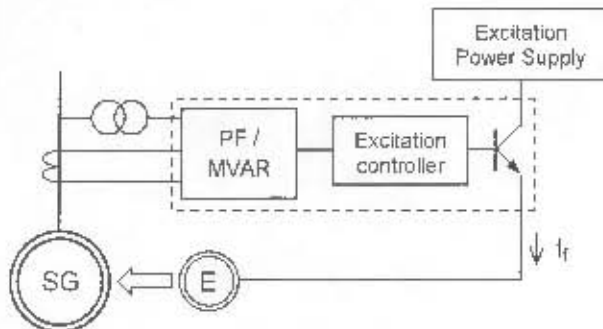 Excitation
Power Supply
PF /
MVAR
Excitation
controller
If
SG
E